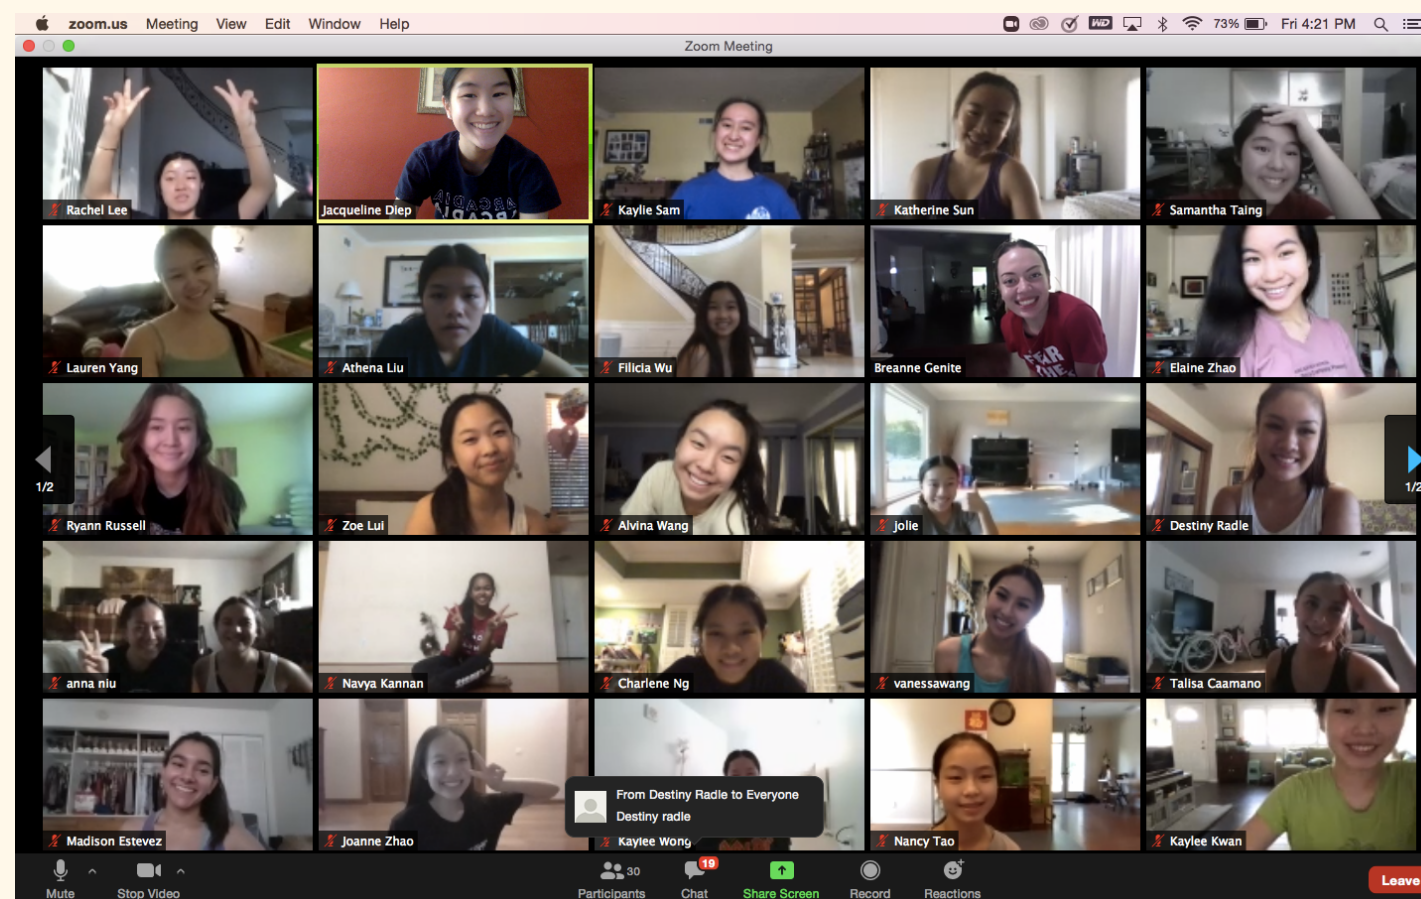 zoom.us Meeting View Edit Window Help 73% Fri 4:21 PM
Zoom Meeting
Rachel Lee
Jacqueline Diep
Kaylie Sam
Katherine Sun
Samantha Taing
Lauren Yang
Athena Liu
Filicia Wu
Breanne Genite
Elaine Zhao
1/2
1/2
Ryann Russell
Zoe Lui
Alvina Wang
jolie
Destiny Radle
anna niu
Navya Kannan
Charlene Ng
vanessawang
Talisa Caamano
From Destiny Radle to Everyone
Destiny radle
Madison Estevez
Joanne Zhao
Kaylee Wong
Nancy Tao
Kaylee Kwan
30
19
Mute
Stop Video
Participants
Chat
Share Screen
Record
Reactions
Leave